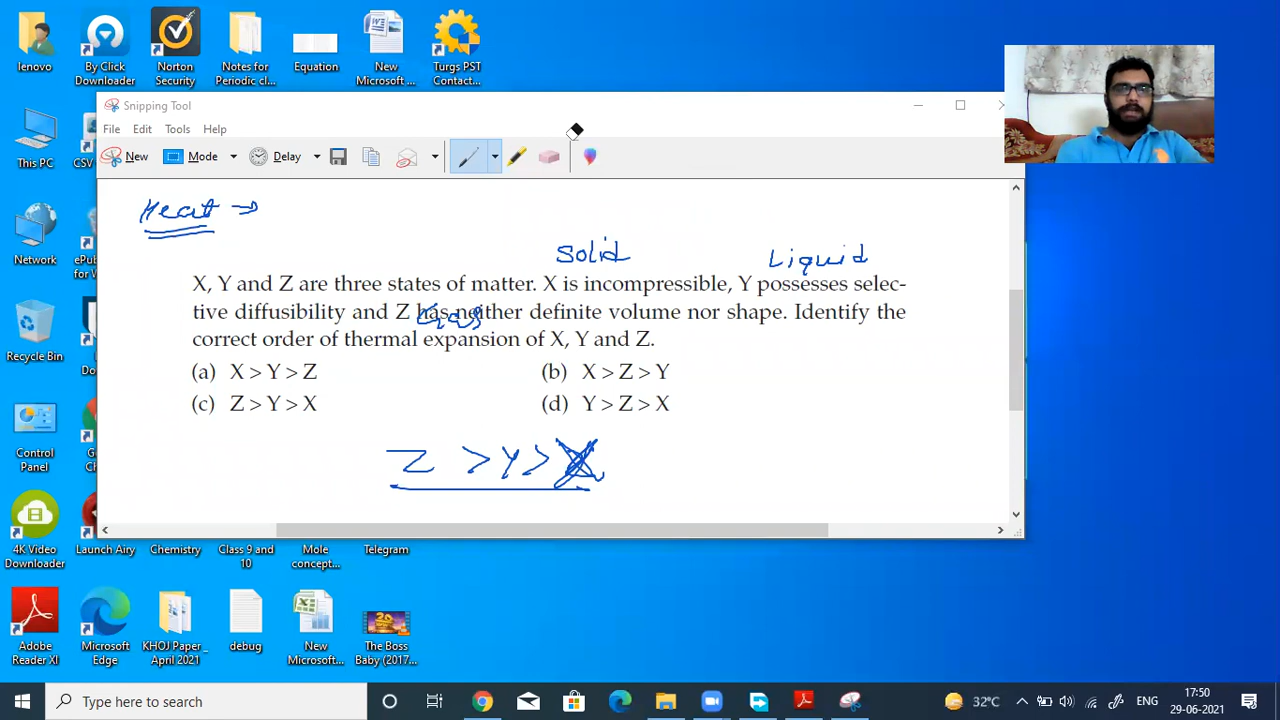 lenovo
By Click
Downloader
Norton
Security
Notes for
Periodic cl...
Equation
New
Microsoft ...
Turgs PST
Contact...
Snipping Tool
File Edit Tools Help
New Mode Delay
This PC
CSV
Network
ePub
for W
Recycle Bin
Control
Panel
4K Video
Downloader
Launch Airy
Chemistry
Class 9 and
10
Mole
concept...
Telegram
Adobe
Reader XI
Microsoft
Edge
KHOJ Paper _
April 2021
debug
New
Microsoft...
The Boss
Baby (2017...
Heat →
Solid
Liquid
X, Y and Z are three states of matter. X is incompressible, Y possesses selec-
tive diffusibility and Z has neither definite volume nor shape. Identify the
Gas
correct order of thermal expansion of X, Y and Z.
(a) X > Y > Z (b) X > Z > Y
(c) Z > Y > X (d) Y > Z > X
Z > Y > X
Type here to search
32°C
ENG
17:50
29-06-2021